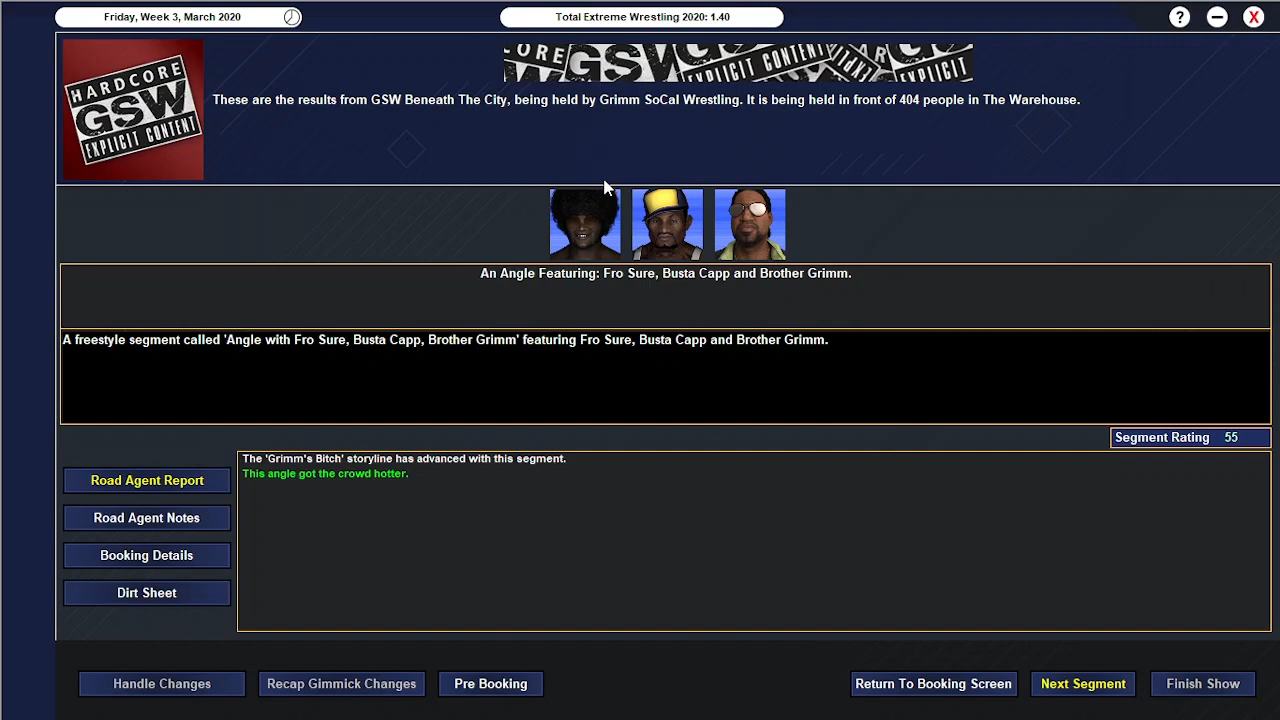 Friday, Week 3, March 2020
Total Extreme Wrestling 2020: 1.40
?
X
HARDCORE
GSW
EXPLICIT CONTENT
ORE
GSW
EXPLICIT CONTENT
EXPLICIT
These are the results from GSW Beneath The City, being held by Grimm SoCal Wrestling. It is being held in front of 404 people in The Warehouse.
An Angle Featuring: Fro Sure, Busta Capp and Brother Grimm.
A freestyle segment called 'Angle with Fro Sure, Busta Capp, Brother Grimm' featuring Fro Sure, Busta Capp and Brother Grimm.
Segment Rating 55
The 'Grimm's Bitch' storyline has advanced with this segment.
This angle got the crowd hotter.
Road Agent Report
Road Agent Notes
Booking Details
Dirt Sheet
Handle Changes
Recap Gimmick Changes
Pre Booking
Return To Booking Screen
Next Segment
Finish Show